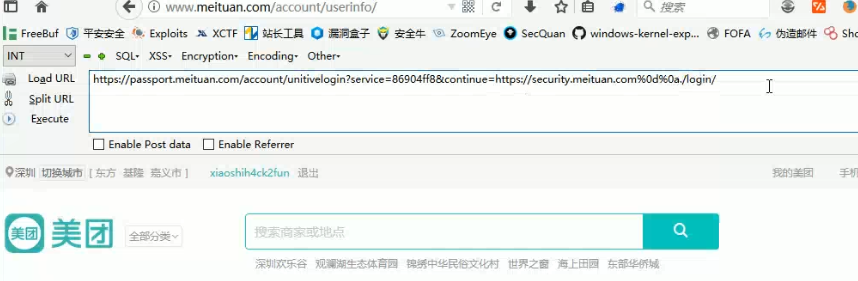 www.meituan.com/account/userinfo/
搜索
FreeBuf 平安安全 Exploits XCTF 站长工具 漏洞盒子 安全牛 ZoomEye SecQuan windows-kernel-exp... FOFA 伪造邮件 Sho
INT SQL- XSS- Encryption- Encoding- Other-
Load URL https://passport.meituan.com/account/unitivelogin?service=86904ff8&continue=https://security.meituan.com%0d%0a./login/
Split URL
Execute
Enable Post data Enable Referrer
深圳 切换城市 [ 东方 基隆 嘉义市 ] xiaoshih4ck2fun 退出 我的美团 手机
美团 美团 全部分类 搜索商家或地点
深圳欢乐谷 观澜湖生态体育园 锦绣中华民俗文化村 世界之窗 海上田园 东部华侨城